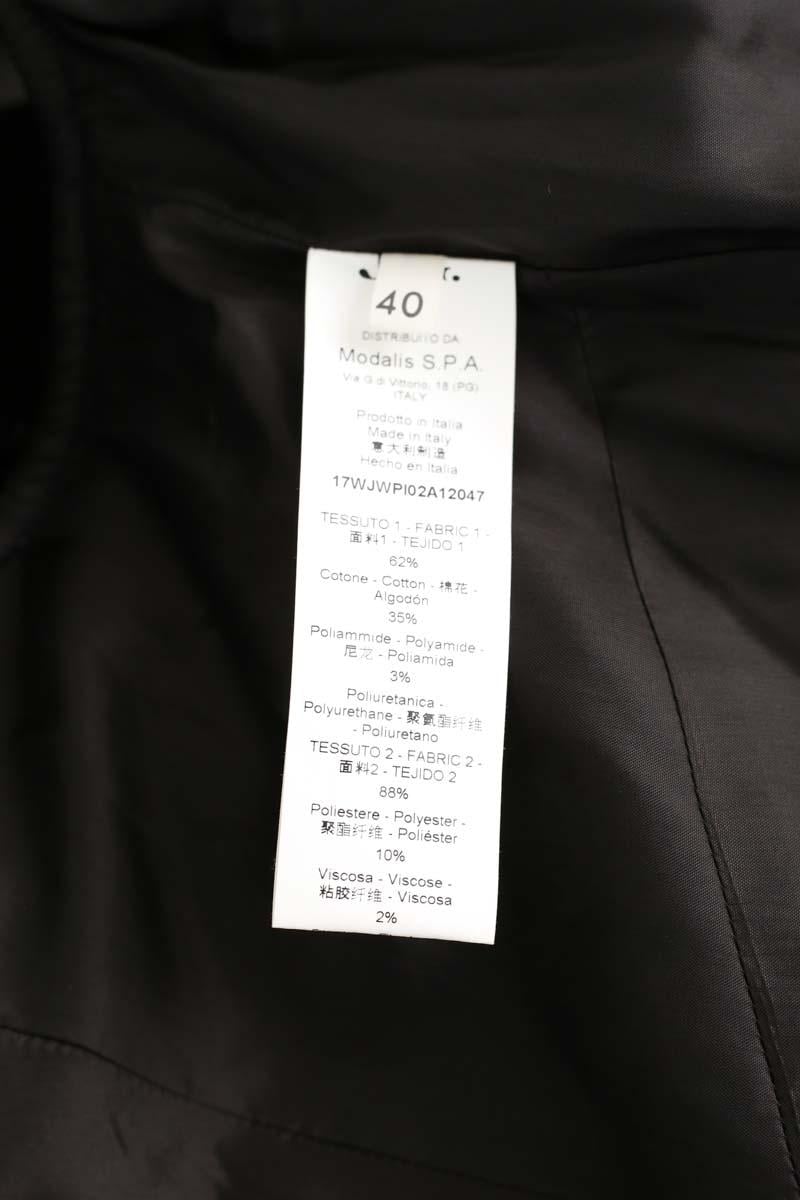 40
DISTRIBUITO DA
Modalis S.P.A.
Via G.di Vittorio, 18 (PG)
ITALY
Prodotto in Italia
Made in Italy
意大利制造
Hecho en Italia
17WJWPI02A12047
TESSUTO 1 - FABRIC 1 -
面料1 - TEJIDO 1
62%
Cotone - Cotton - 棉花 -
Algodón
35%
Poliammide - Polyamide -
尼龙 - Poliamida
3%
Poliuretanica -
Polyurethane - 聚氨酯纤维
- Poliuretano
TESSUTO 2 - FABRIC 2 -
面料2 - TEJIDO 2
88%
Poliestere - Polyester -
聚酯纤维 - Poliéster
10%
Viscosa - Viscose -
粘胶纤维 - Viscosa
2%